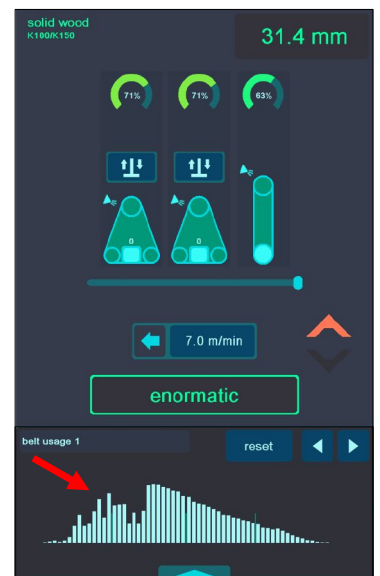 solid wood
K100/K150
31.4 mm
71%
71%
63%
0
0
7.0 m/min
enormatic
belt usage 1
reset